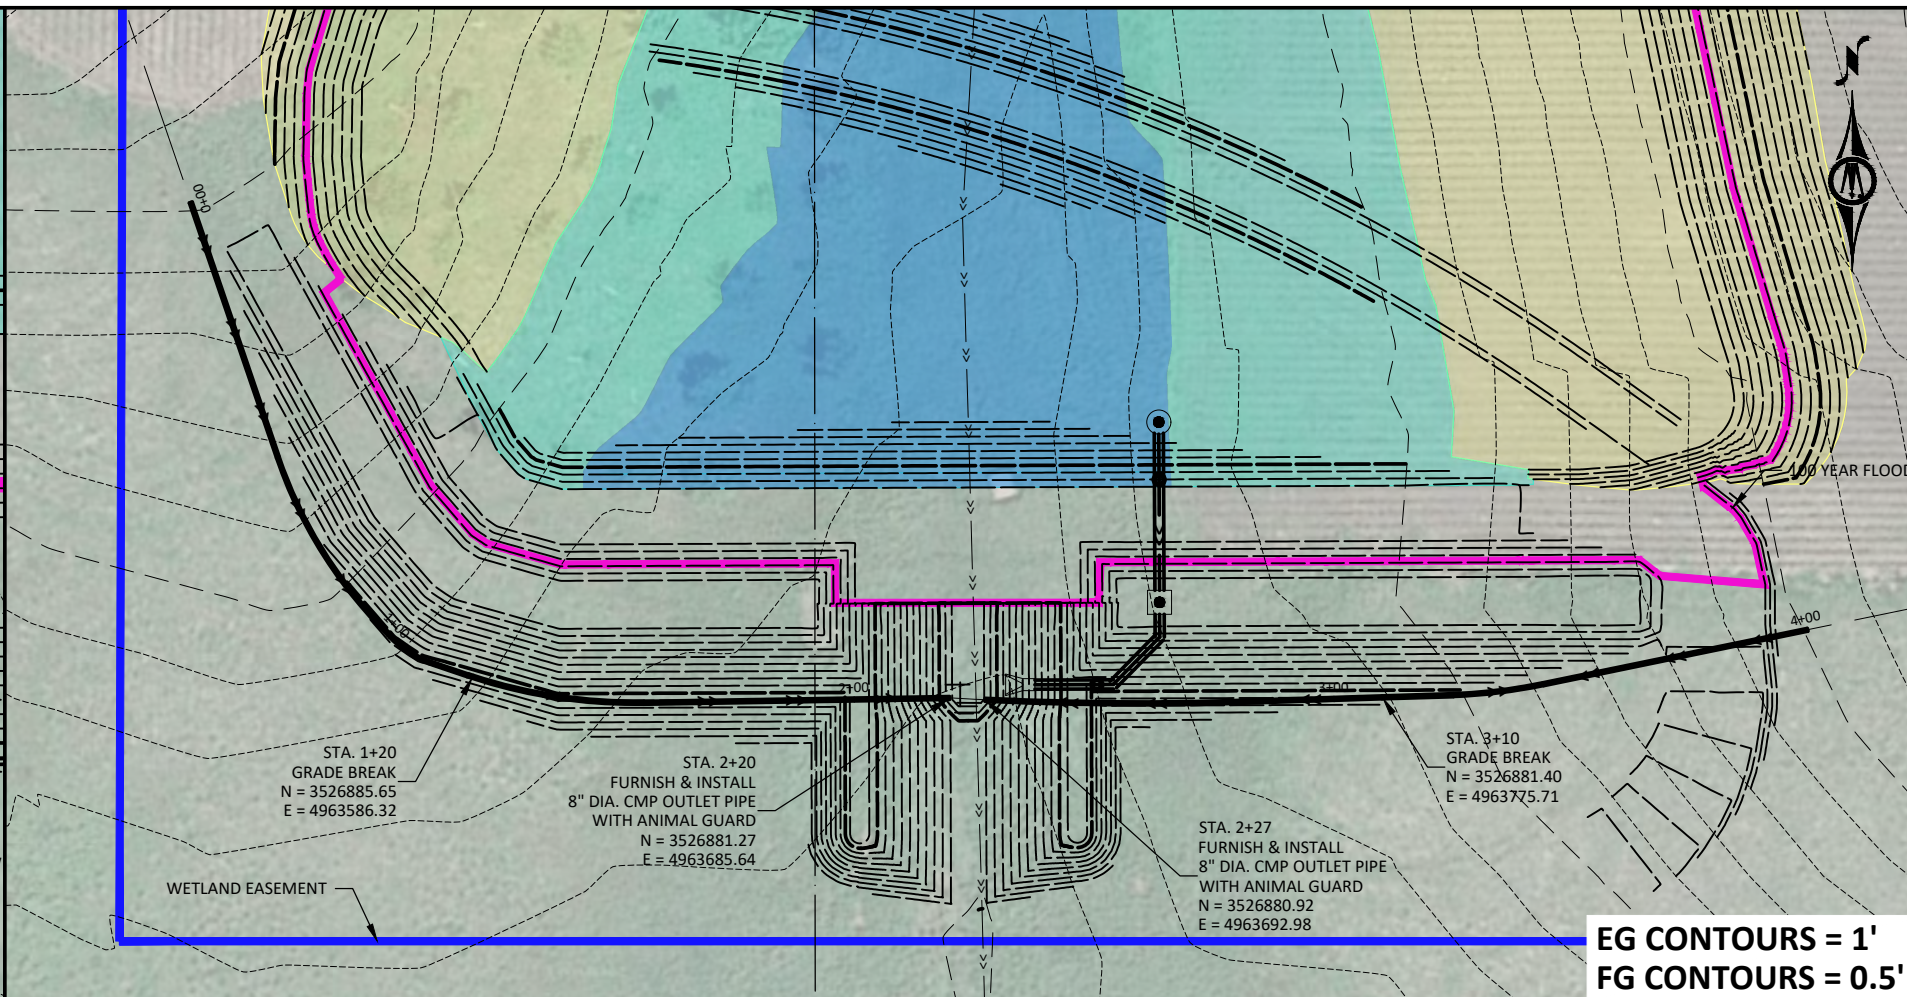 0+00
100 YEAR FLOOD
1+00
4+00
2+00
3+00
STA. 1+20
GRADE BREAK
N = 3526885.65
E = 4963586.32
STA. 2+20
FURNISH & INSTALL
8" DIA. CMP OUTLET PIPE
WITH ANIMAL GUARD
N = 3526881.27
E = 4963685.64
STA. 3+10
GRADE BREAK
N = 3526881.40
E = 4963775.71
STA. 2+27
FURNISH & INSTALL
8" DIA. CMP OUTLET PIPE
WITH ANIMAL GUARD
N = 3526880.92
E = 4963692.98
WETLAND EASEMENT
EG CONTOURS = 1'
FG CONTOURS = 0.5'